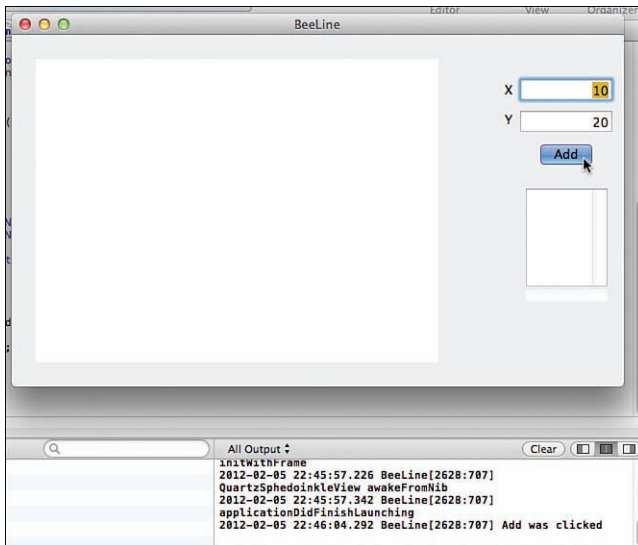 Editor View Organizer
BeeLine
X 10
Y 20
Add
All Output
Clear
initWithFrame
2012-02-05 22:45:57.226 BeeLine[2628:707]
QuartzSphedoinkleView awakeFromNib
2012-02-05 22:45:57.342 BeeLine[2628:707]
applicationDidFinishLaunching
2012-02-05 22:46:04.292 BeeLine[2628:707] Add was clicked